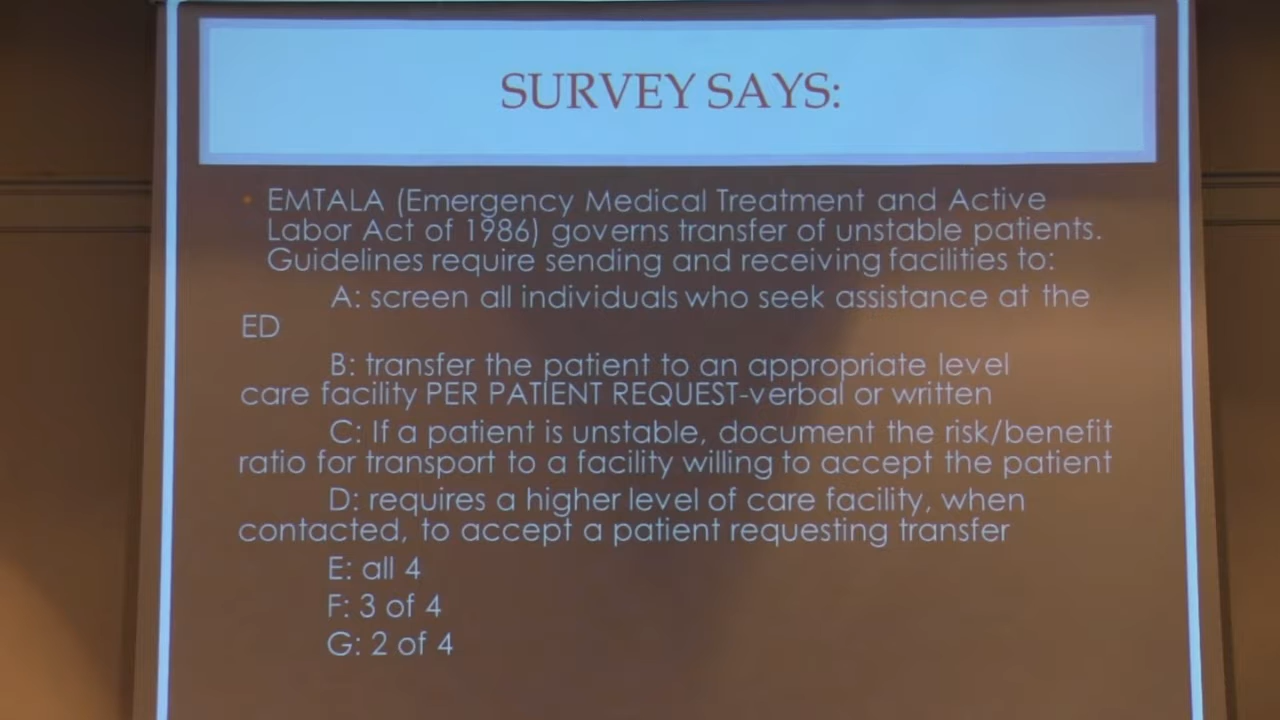 SURVEY SAYS:
• EMTALA (Emergency Medical Treatment and Active
Labor Act of 1986) governs transfer of unstable patients.
Guidelines require sending and receiving facilities to:
A: screen all individuals who seek assistance at the
ED
B: transfer the patient to an appropriate level
care facility PER PATIENT REQUEST-verbal or written
C: If a patient is unstable, document the risk/benefit
ratio for transport to a facility willing to accept the patient
D: requires a higher level of care facility, when
contacted, to accept a patient requesting transfer
E: all 4
F: 3 of 4
G: 2 of 4